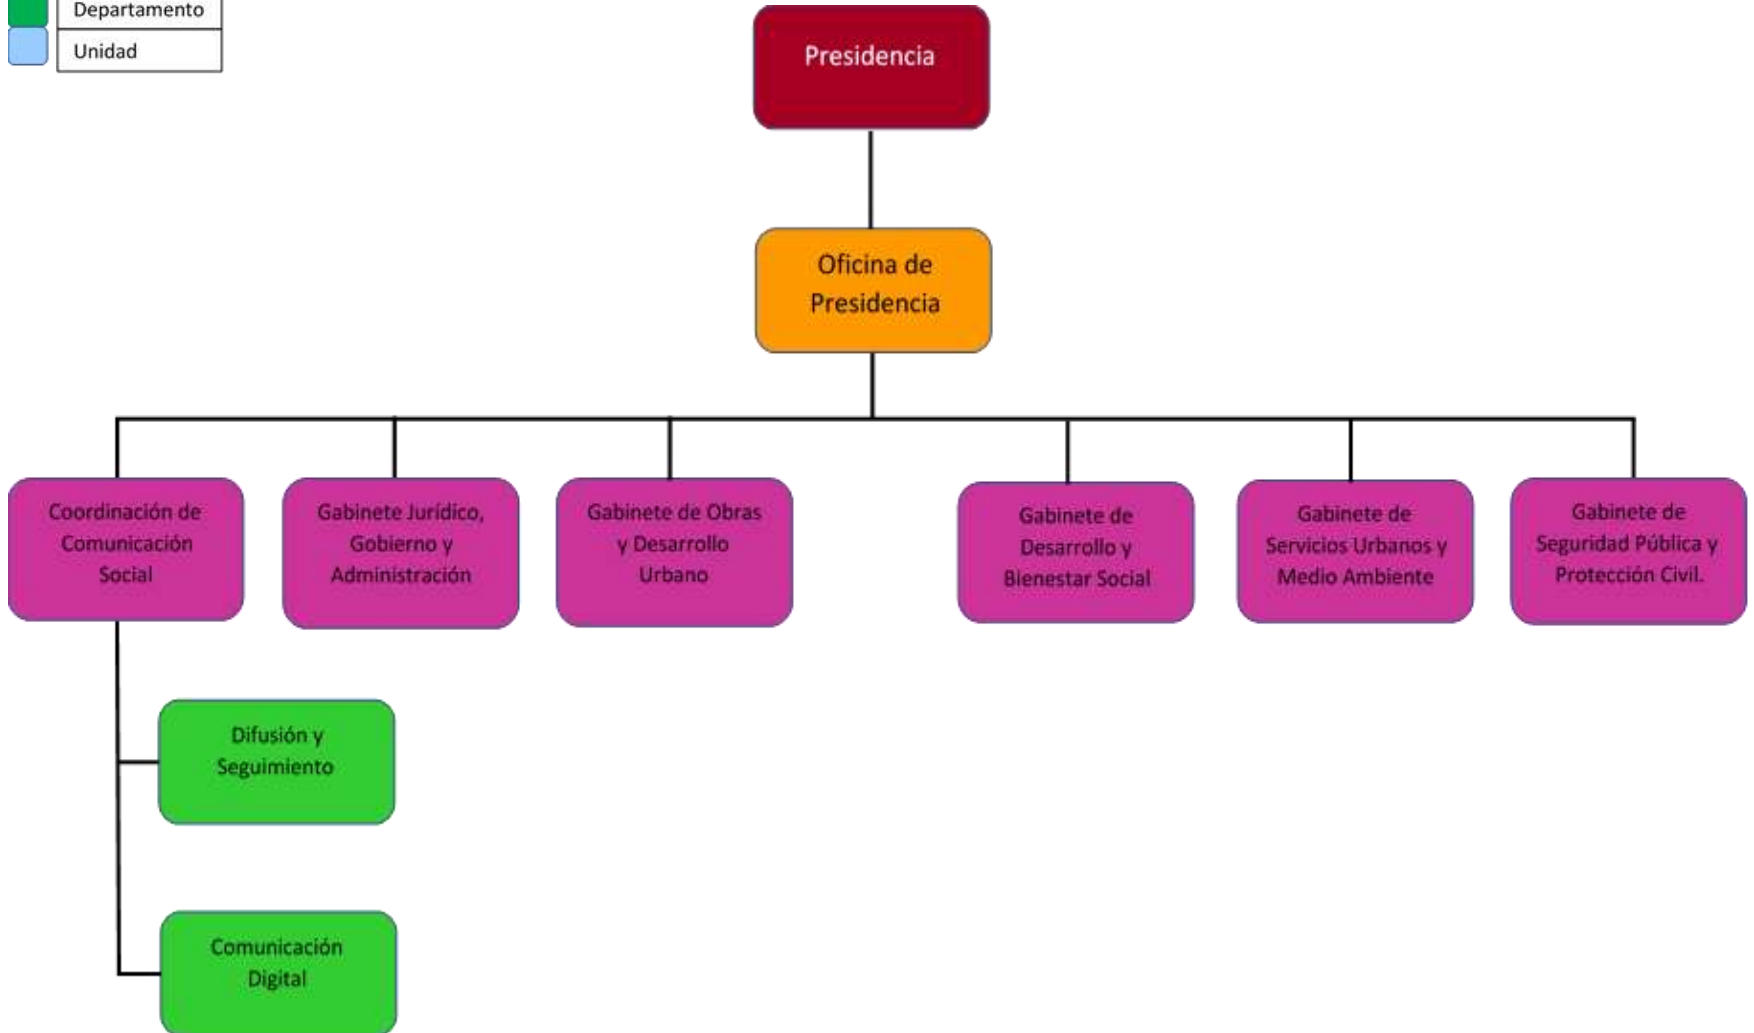 Departamento
Unidad
Presidencia
Oficina de
Presidencia
Coordinación de
Comunicación
Social
Gabinete Jurídico,
Gobierno y
Administración
Gabinete de Obras
y Desarrollo
Urbano
Gabinete de
Desarrollo y
Bienestar Social
Gabinete de
Servicios Urbanos y
Medio Ambiente
Gabinete de
Seguridad Pública y
Protección Civil.
Difusión y
Seguimiento
Comunicación
Digital